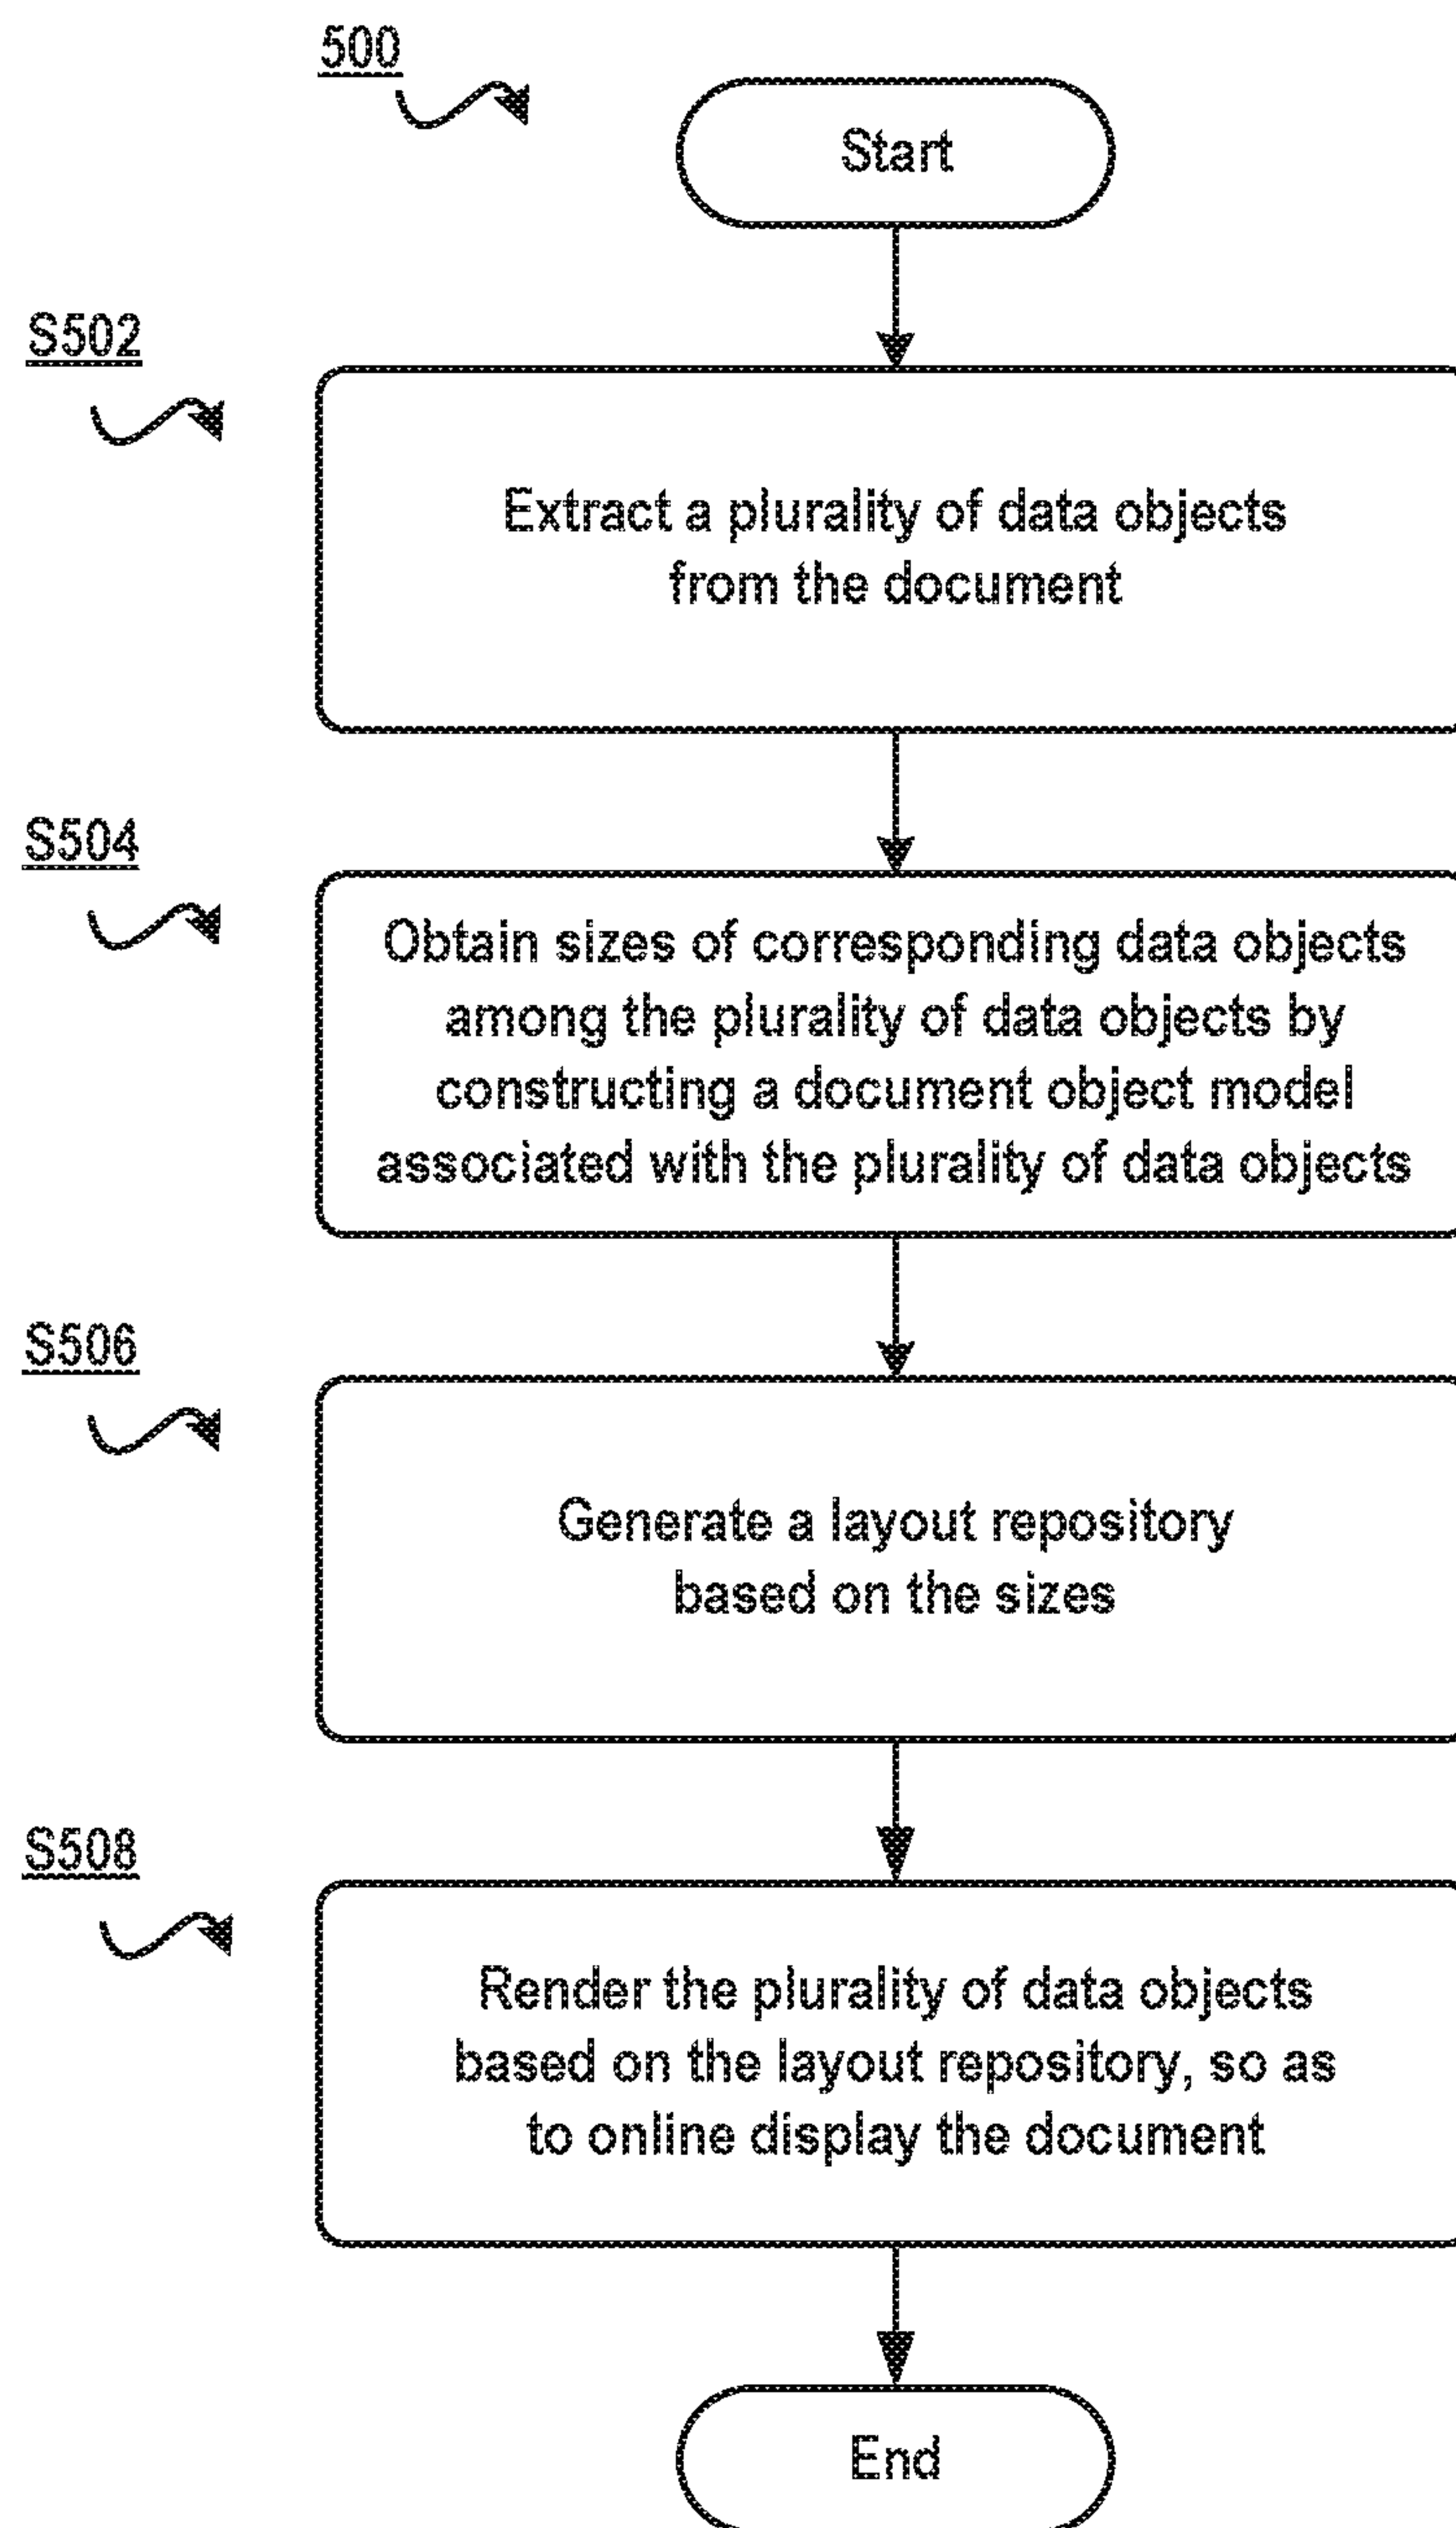 500
Start
S502
Extract a plurality of data objects
from the document
S504
Obtain sizes of corresponding data objects
among the plurality of data objects by
constructing a document object model
associated with the plurality of data objects
S506
Generate a layout repository
based on the sizes
S508
Render the plurality of data objects
based on the layout repository, so as
to online display the document
End